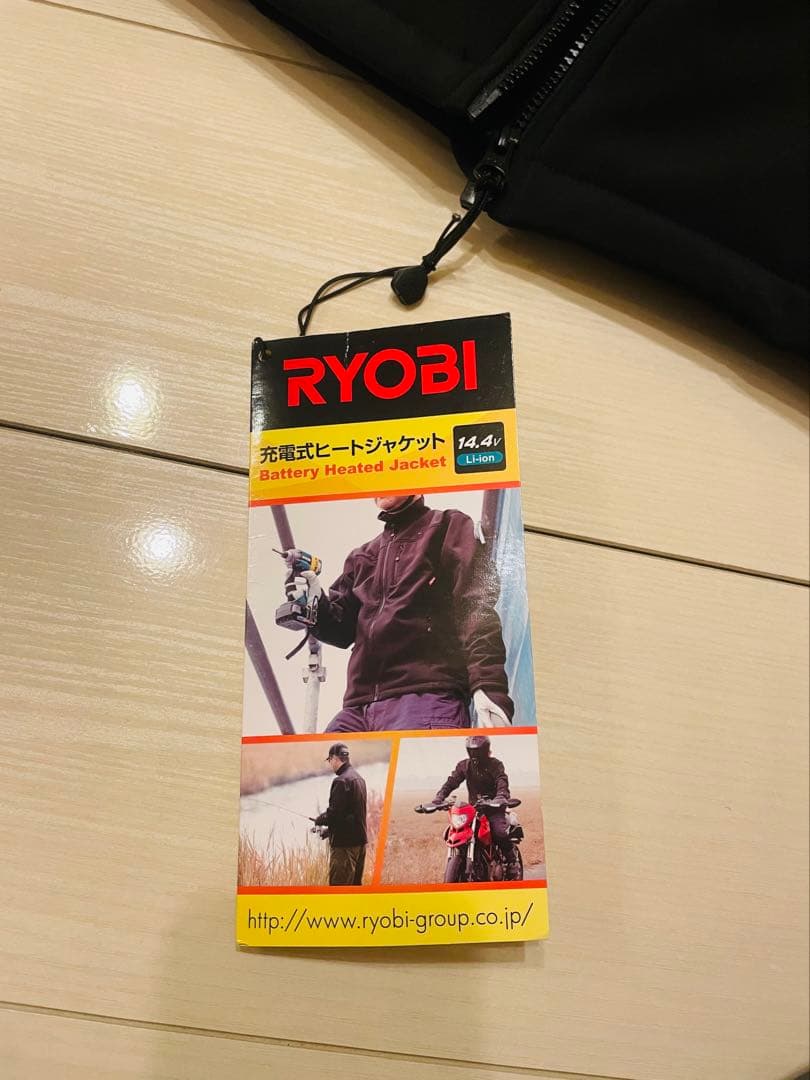 RYOBI
充電式ヒートジャケット
Battery Heated Jacket
14.4V
Li-ion
http://www.ryobi-group.co.jp/